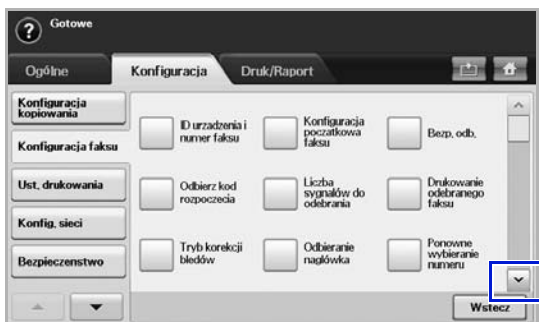 Gotowe
Ogólne Konfiguracja Druk/Raport
Konfiguracja
kopiowania
Konfiguracja faksu
Ust. drukowania
Konfig. sieci
Bezpieczenstwo
ID urzadzenia i
numer faksu
Konfiguracja
poczatkowa
faksu
Bezp. odb.
Odbierz kod
rozpoczecia
Liczba
sygnalów do
odebrania
Drukowanie
odebranego
faksu
Tryb korekcji
bledów
Odbieranie
naglówka
Ponowne
wybieranie
numeru
Wstecz